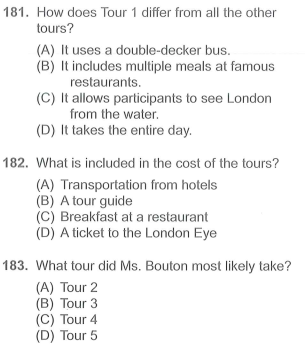 181. How does Tour 1 differ from all the other
tours?
(A) It uses a double-decker bus.
(B) It includes multiple meals at famous
restaurants.
(C) It allows participants to see London
from the water.
(D) It takes the entire day.
182. What is included in the cost of the tours?
(A) Transportation from hotels
(B) A tour guide
(C) Breakfast at a restaurant
(D) A ticket to the London Eye
183. What tour did Ms. Bouton most likely take?
(A) Tour 2
(B) Tour 3
(C) Tour 4
(D) Tour 5